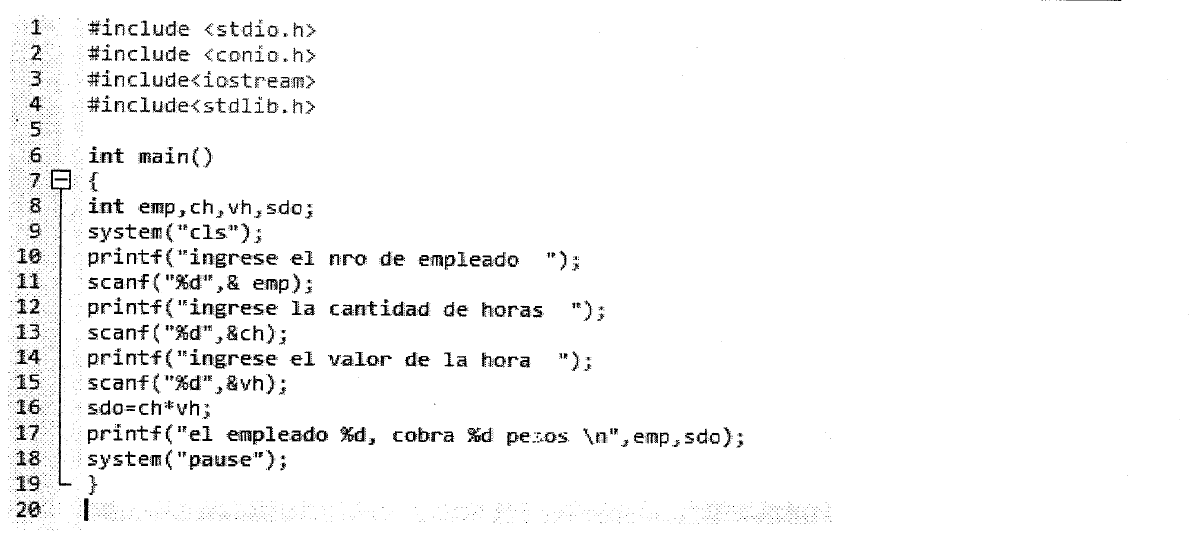 1 #include <stdio.h>
2 #include <conio.h>
3 #include<iostream>
4 #include<stdlib.h>
5
6 int main()
7 {
8 int emp,ch,vh,sdo;
9 system("cls");
10 printf("ingrese el nro de empleado  ");
11 scanf("%d",& emp);
12 printf("ingrese la cantidad de horas  ");
13 scanf("%d",&ch);
14 printf("ingrese el valor de la hora  ");
15 scanf("%d",&vh);
16 sdo=ch*vh;
17 printf("el empleado %d, cobra %d pesos \n",emp,sdo);
18 system("pause");
19 }
20